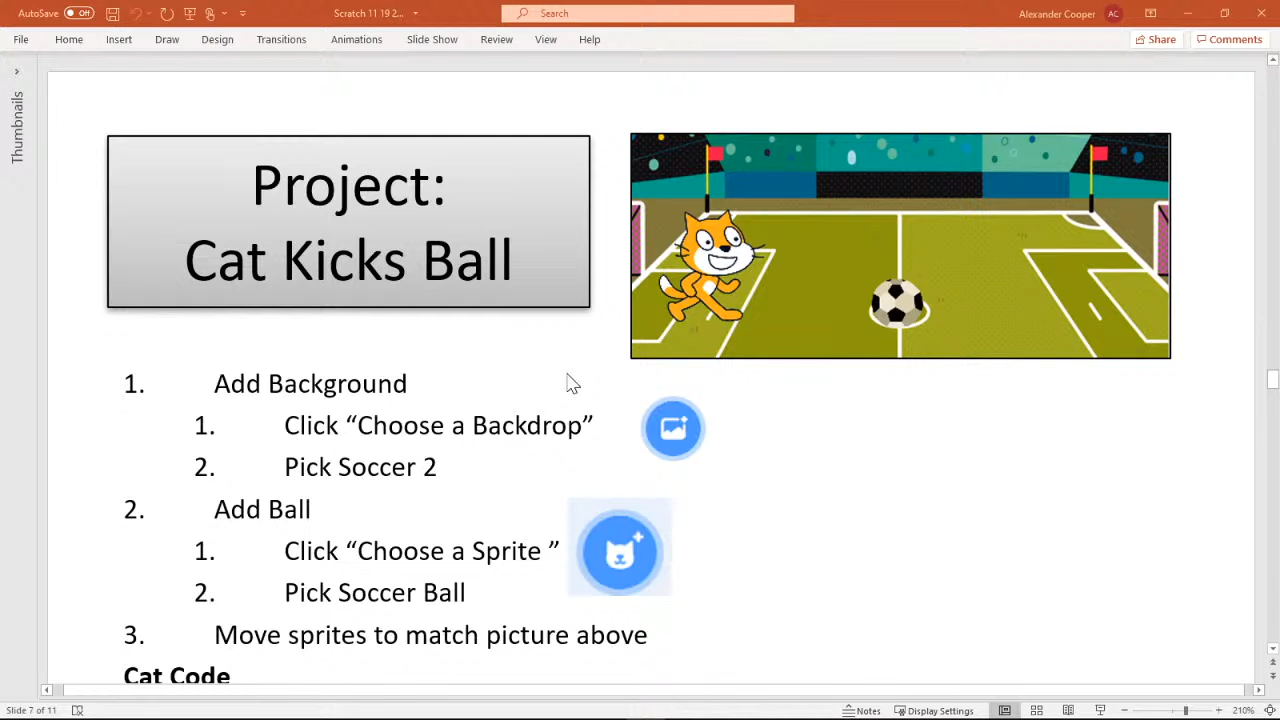 AutoSave Off Scratch 11 19 2... Search Alexander Cooper AC
File Home Insert Draw Design Transitions Animations Slide Show Review View Help Share Comments
Thumbnails
Project:
Cat Kicks Ball
1. Add Background
1. Click “Choose a Backdrop”
2. Pick Soccer 2
2. Add Ball
1. Click “Choose a Sprite ”
2. Pick Soccer Ball
3. Move sprites to match picture above
Cat Code
Slide 7 of 11 Notes Display Settings 210%